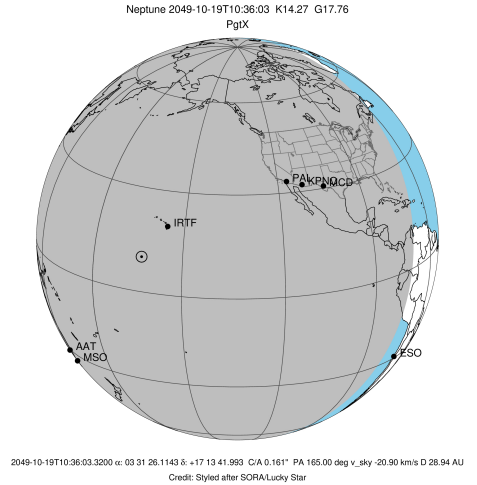 Neptune 2049-10-19T10:36:03 K14.27 G17.76
PgtX
PAL
KPNO
MCD
IRTF
AAT
MSO
ESO
2049-10-19T10:36:03.3200 α: 03 31 26.1143 δ: +17 13 41.993 C/A 0.161" PA 165.00 deg v_sky -20.90 km/s D 28.94 AU
Credit: Styled after SORA/Lucky Star